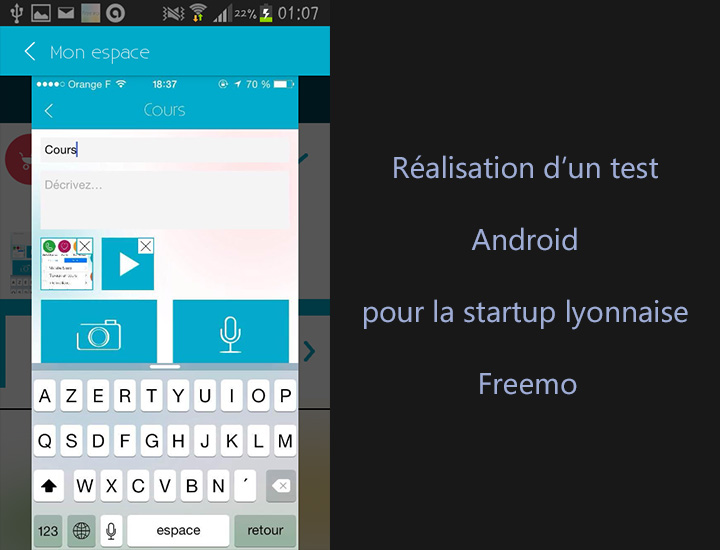 22% 01:07
Mon espace
Orange F 18:37 70 %
Cours
Cours
Décrivez...
A Z E R T Y U I O P
Q S D F G H J K L M
W X C V B N ´
123 espace retour
Réalisation d'un test
Android
pour la startup lyonnaise
Freemo